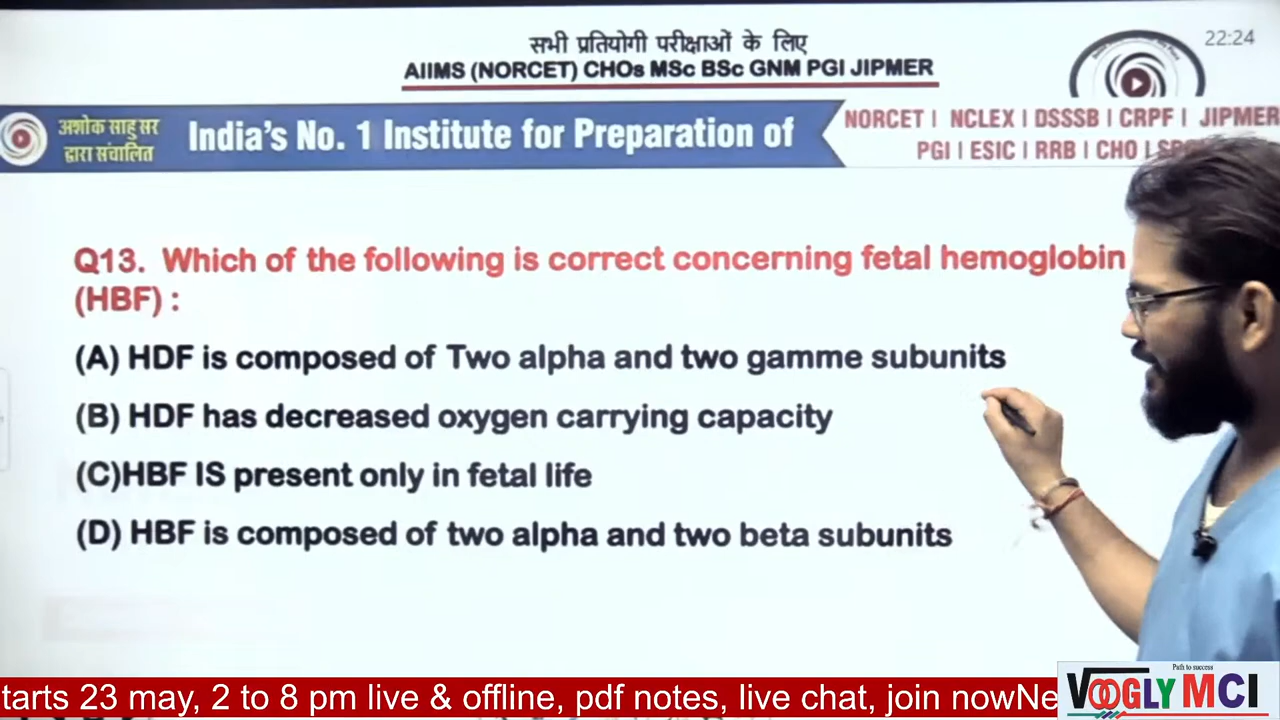 सभी प्रतियोगी परीक्षाओं के लिए
22:24
AIIMS (NORCET) CHOs MSc BSc GNM PGI JIPMER
अशोक साहु सर
द्वारा संचालित
India's No. 1 Institute for Preparation of
NORCET I NCLEX I DSSSB I CRPF I JIPMER
PGI I ESIC I RRB I CHO I
Q13. Which of the following is correct concerning fetal hemoglobin
(HBF) :
(A) HDF is composed of Two alpha and two gamme subunits
(B) HDF has decreased oxygen carrying capacity
(C)HBF IS present only in fetal life
(D) HBF is composed of two alpha and two beta subunits
tarts 23 may, 2 to 8 pm live & offline, pdf notes, live chat, join nowNe
Path to success
VOOGLY MCI